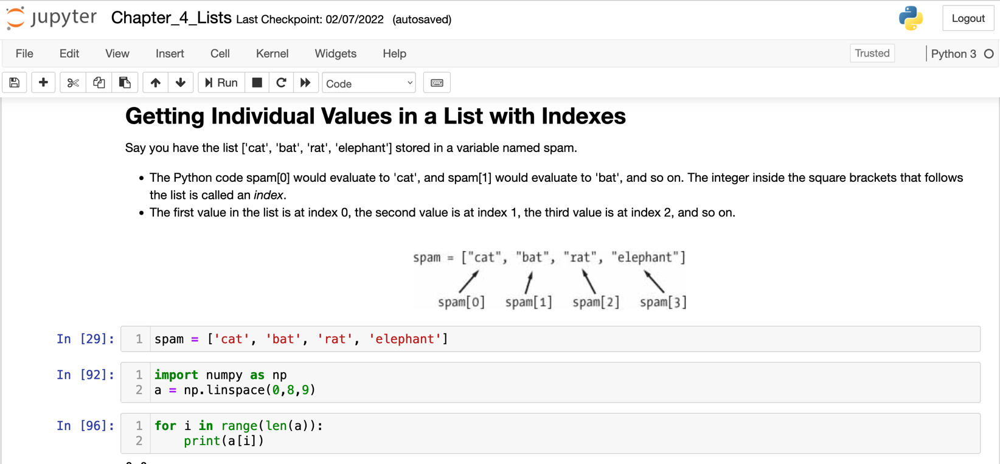 jupyter Chapter_4_Lists Last Checkpoint: 02/07/2022 (autosaved) Logout
File Edit View Insert Cell Kernel Widgets Help Trusted Python 3
Run Code
Getting Individual Values in a List with Indexes
Say you have the list ['cat', 'bat', 'rat', 'elephant'] stored in a variable named spam.
• The Python code spam[0] would evaluate to 'cat', and spam[1] would evaluate to 'bat', and so on. The integer inside the square brackets that follows
the list is called an index.
• The first value in the list is at index 0, the second value is at index 1, the third value is at index 2, and so on.
spam = ["cat", "bat", "rat", "elephant"]
spam[0] spam[1] spam[2] spam[3]
In [29]: 1 spam = ['cat', 'bat', 'rat', 'elephant']
In [92]: 1 import numpy as np
2 a = np.linspace(0,8,9)
In [96]: 1 for i in range(len(a)):
2     print(a[i])